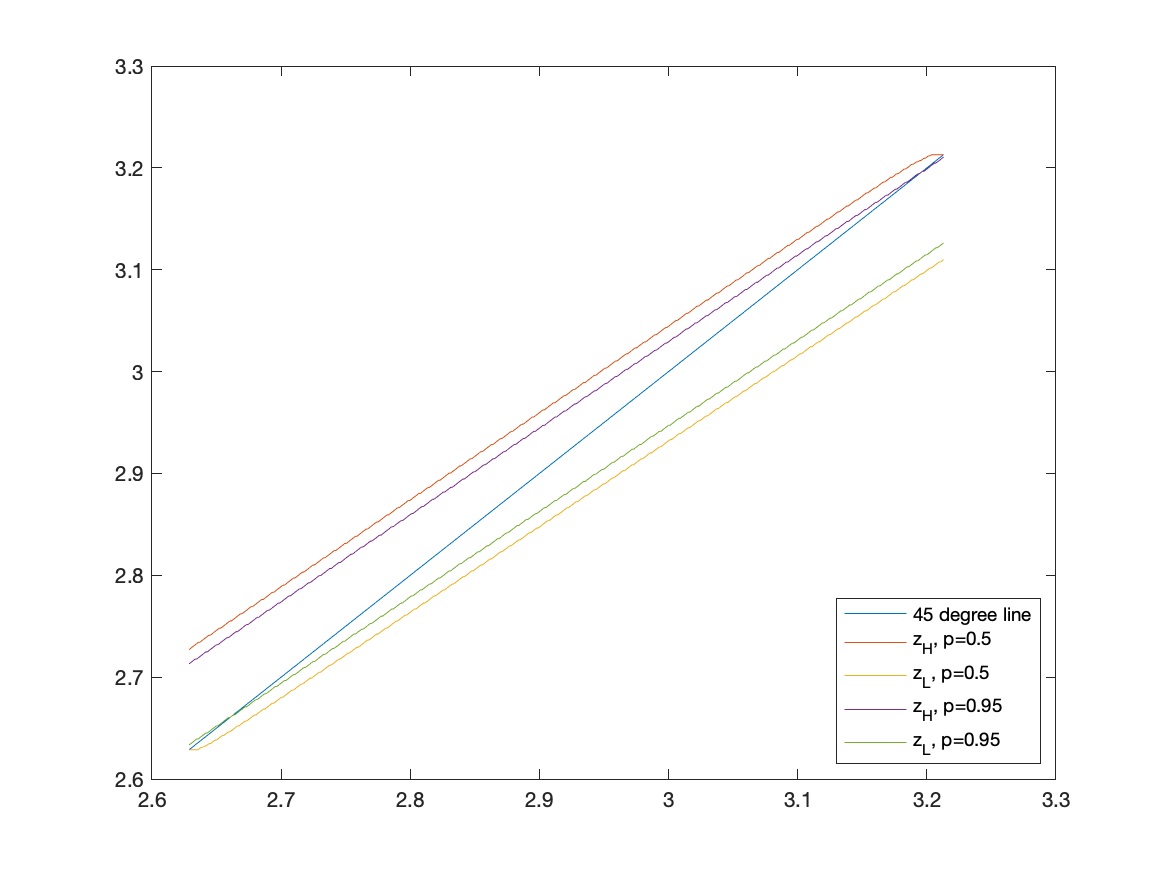 3.3
3.2
3.1
3
2.9
2.8
2.7
2.6
2.6 2.7 2.8 2.9 3 3.1 3.2 3.3
45 degree line
z_H, p=0.5
z_L, p=0.5
z_H, p=0.95
z_L, p=0.95